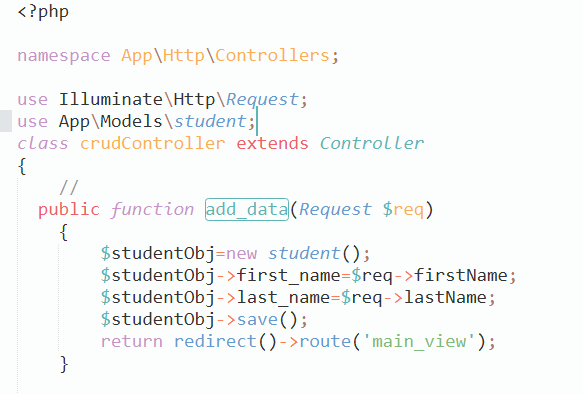 <?php
namespace App\Http\Controllers;
use Illuminate\Http\Request;
use App\Models\student;
class crudController extends Controller
{
//
public function add_data(Request $req)
{
$studentObj=new student();
$studentObj->first_name=$req->firstName;
$studentObj->last_name=$req->lastName;
$studentObj->save();
return redirect()->route('main_view');
}